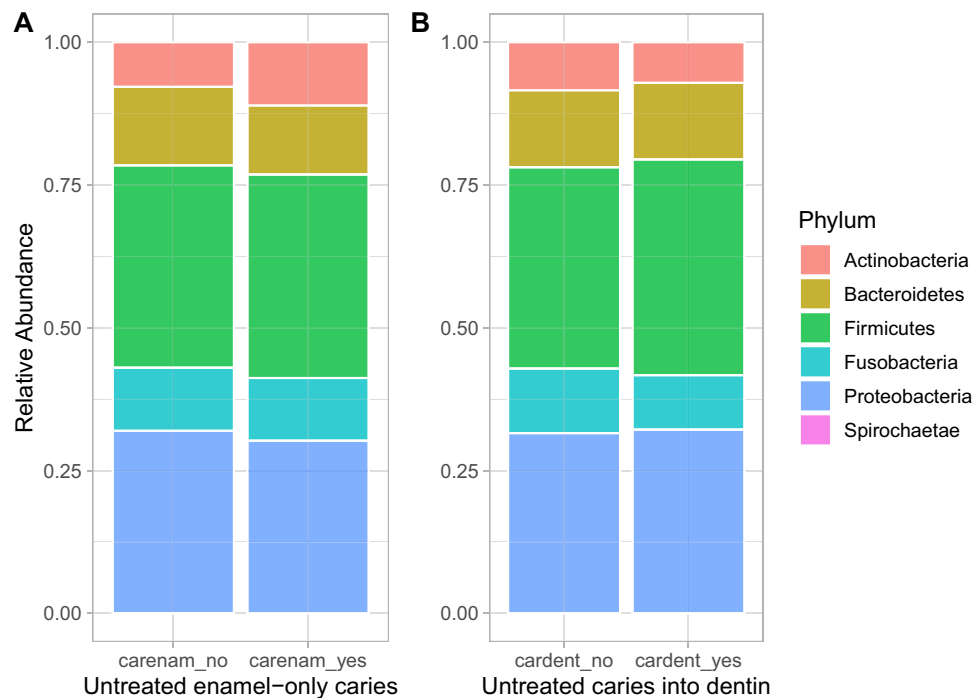 A
B
1.00
0.75
0.50
0.25
0.00
Relative Abundance
carenam_no
carenam_yes
Untreated enamel−only caries
1.00
0.75
0.50
0.25
0.00
cardent_no
cardent_yes
Untreated caries into dentin
Phylum
Actinobacteria
Bacteroidetes
Firmicutes
Fusobacteria
Proteobacteria
Spirochaetae